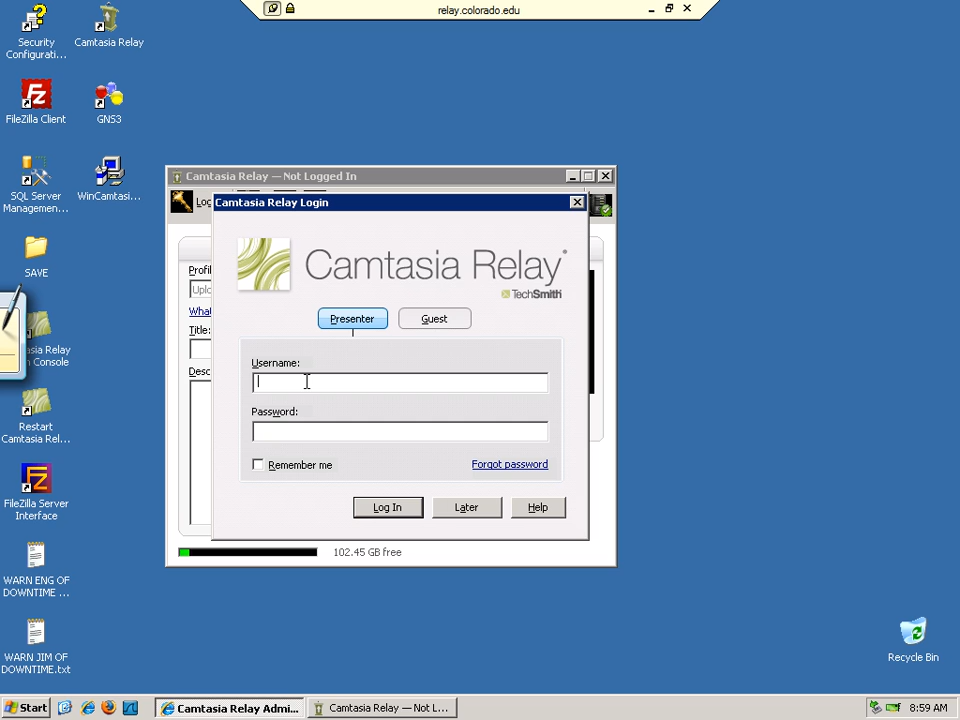 relay.colorado.edu
Security
Configurati...
Camtasia Relay
FileZilla Client
GNS3
SQL Server
Managemen...
WinCamtasi...
SAVE
asia Relay
Console
Restart
Camtasia Rel...
FileZilla Server
Interface
WARN ENG OF
DOWNTIME ...
WARN JIM OF
DOWNTIME.txt
Recycle Bin
Camtasia Relay — Not Logged In
Camtasia Relay Login
Camtasia Relay
TechSmith
Presenter
Guest
Username:
Password:
Remember me
Forgot password
Log In
Later
Help
Title:
102.45 GB free
Start
Camtasia Relay Admi...
Camtasia Relay — Not L...
8:59 AM